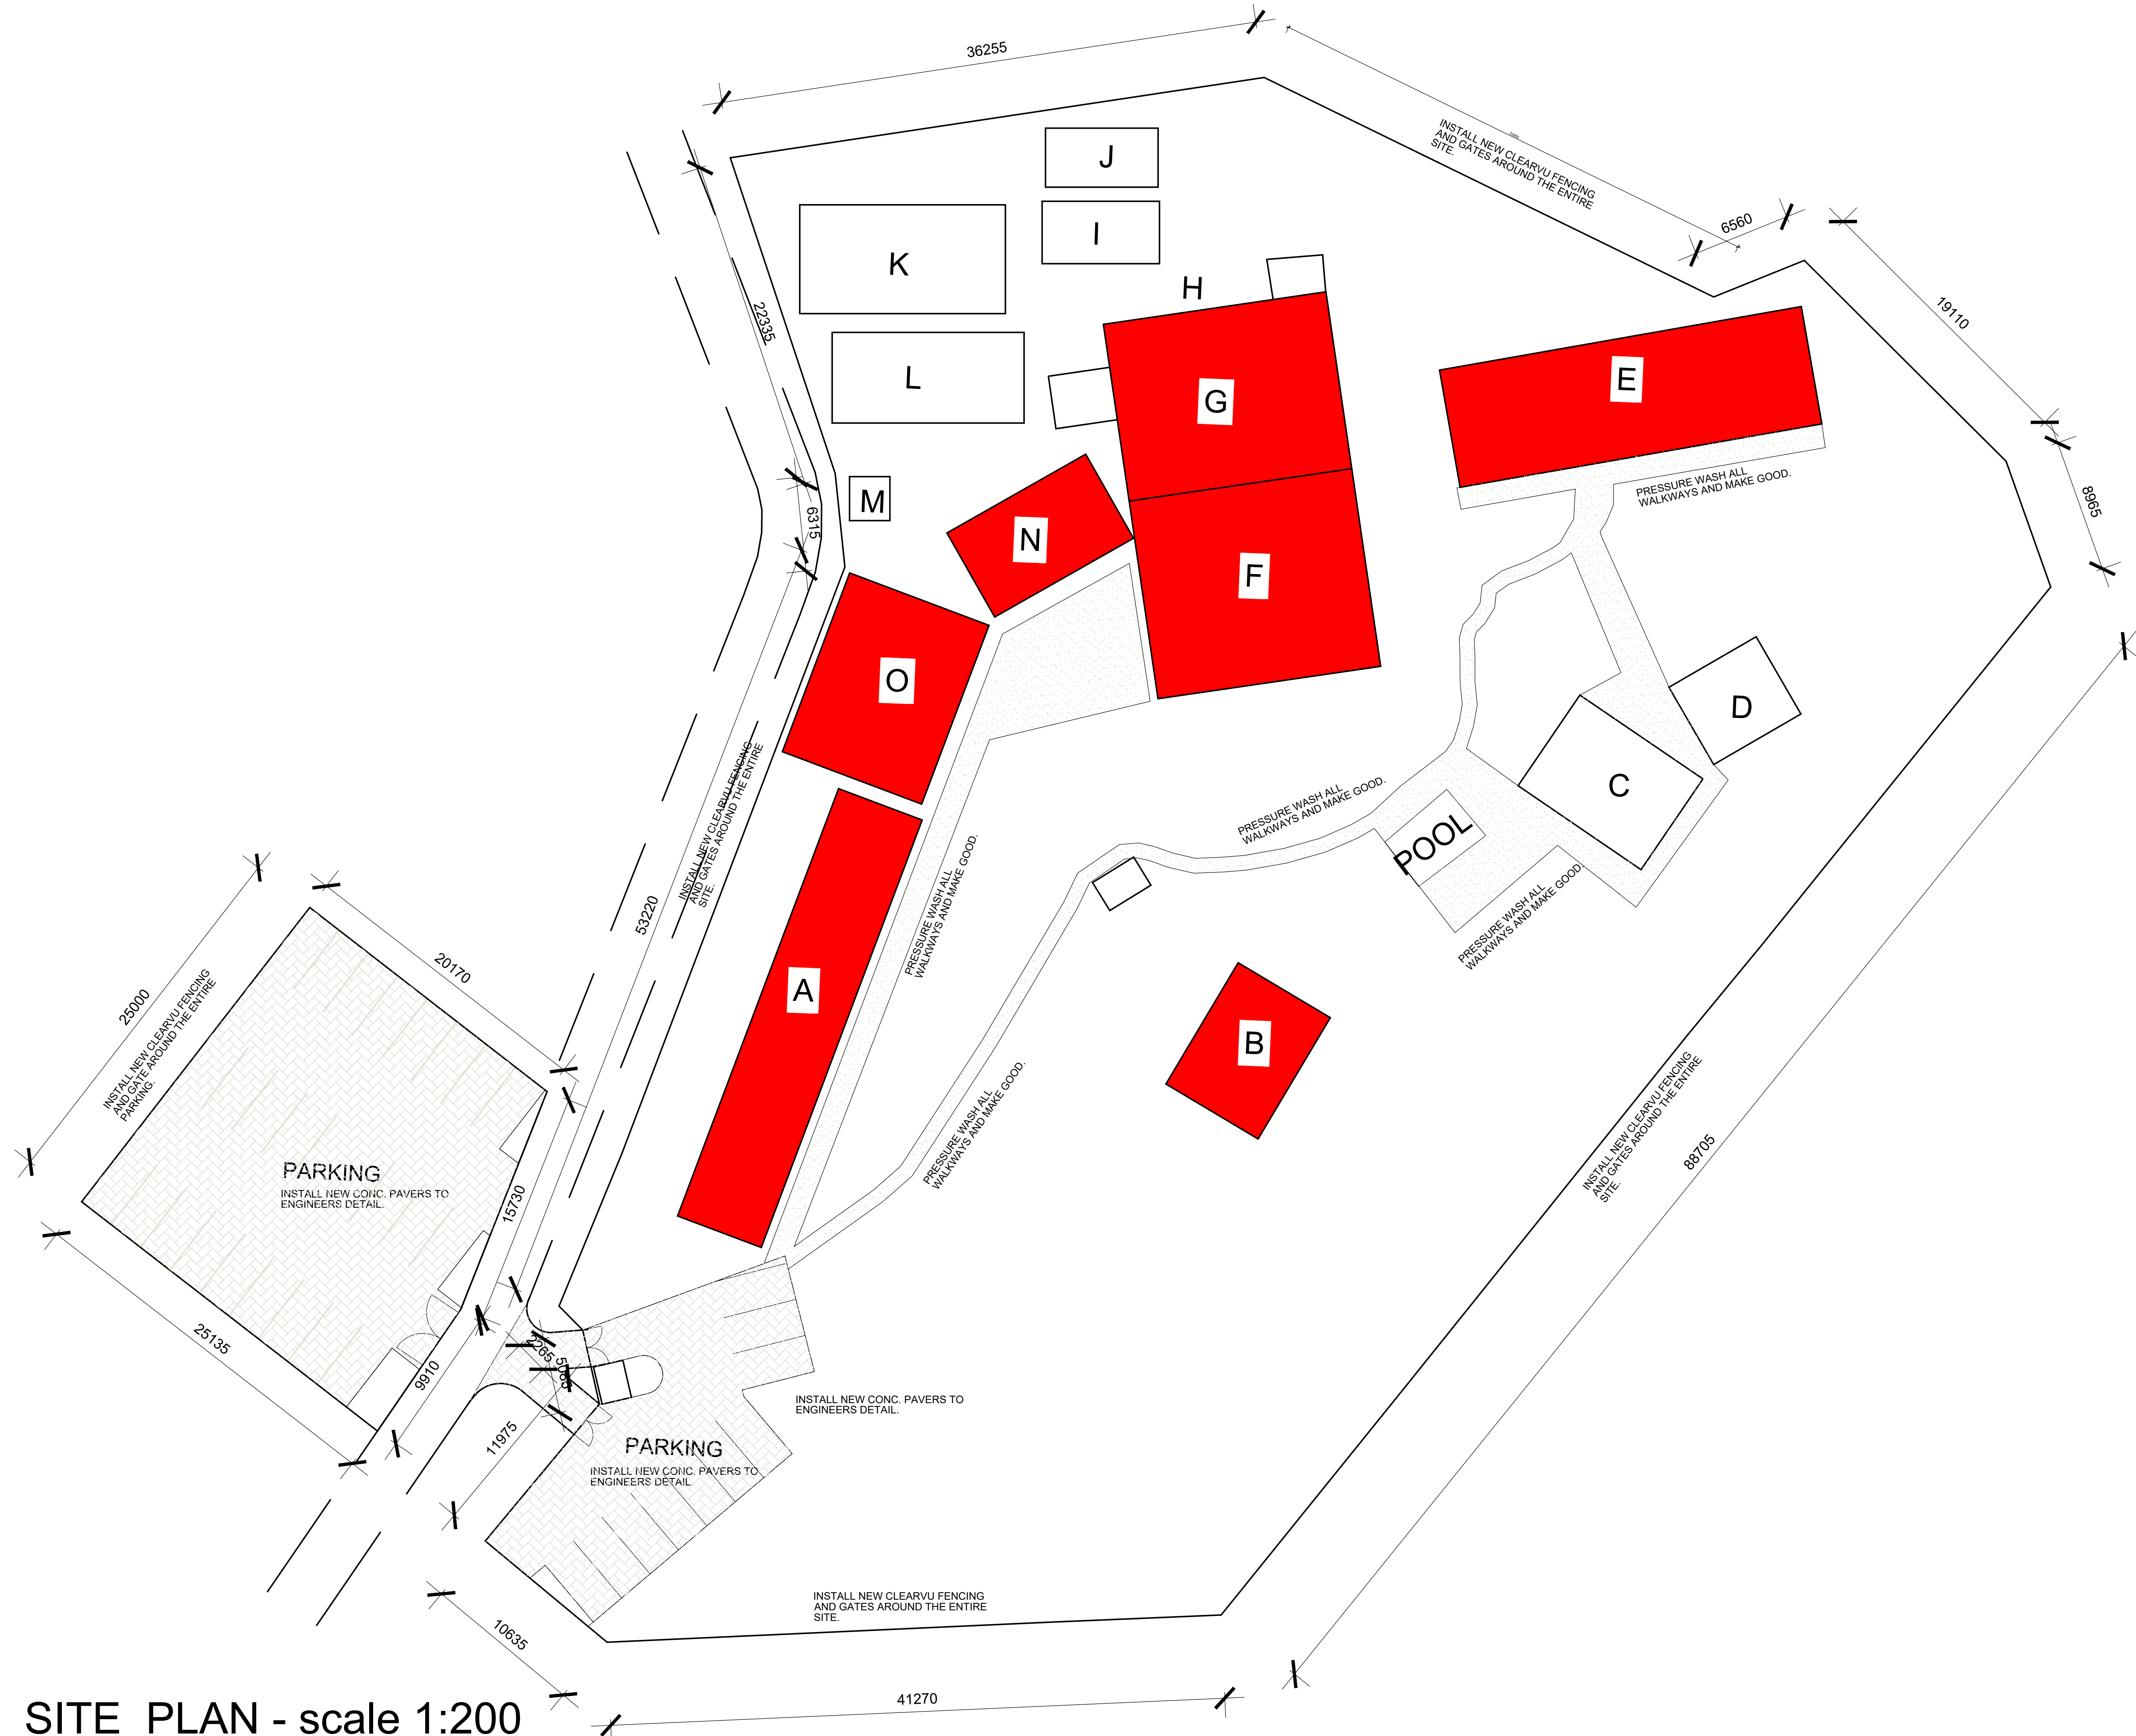 36255
INSTALL NEW CLEARVU FENCING
AND GATES AROUND THE ENTIRE
SITE.
6560
19110
8965
J
I
K
H
L
G
E
22335
PRESSURE WASH ALL
WALKWAYS AND MAKE GOOD.
M
6315
N
F
O
D
C
INSTALL NEW CLEARVU FENCING
AND GATES AROUND THE ENTIRE
SITE.
PRESSURE WASH ALL
WALKWAYS AND MAKE GOOD.
POOL
PRESSURE WASH ALL
WALKWAYS AND MAKE GOOD.
PRESSURE WASH ALL
WALKWAYS AND MAKE GOOD.
53220
20170
25000
INSTALL NEW CLEARVU FENCING
AND GATE AROUND THE ENTIRE
PARKING.
A
B
PRESSURE WASH ALL
WALKWAYS AND MAKE GOOD.
INSTALL NEW CLEARVU FENCING
AND GATES AROUND THE ENTIRE
SITE.
88705
PARKING
INSTALL NEW CONC. PAVERS TO
ENGINEERS DETAIL.
15730
25135
9910
2265
5085
11975
INSTALL NEW CONC. PAVERS TO
ENGINEERS DETAIL.
PARKING
INSTALL NEW CONC. PAVERS TO
ENGINEERS DETAIL.
INSTALL NEW CLEARVU FENCING
AND GATES AROUND THE ENTIRE
SITE.
10635
41270
SITE PLAN - scale 1:200